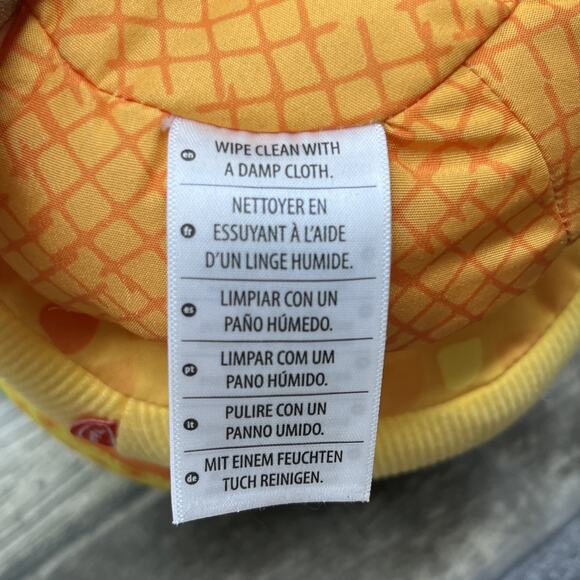 en WIPE CLEAN WITH
A DAMP CLOTH.
fr NETTOYER EN
ESSUYANT À L'AIDE
D'UN LINGE HUMIDE.
es LIMPIAR CON UN
PAÑO HÚMEDO.
pt LIMPAR COM UM
PANO HÚMIDO.
it PULIRE CON UN
PANNO UMIDO.
de MIT EINEM FEUCHTEN
TUCH REINIGEN.